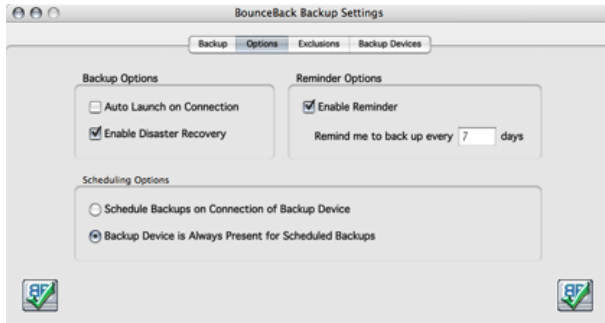 BounceBack Backup Settings
Backup Options Exclusions Backup Devices
Backup Options
Auto Launch on Connection
Enable Disaster Recovery
Reminder Options
Enable Reminder
Remind me to back up every 7 days
Scheduling Options
Schedule Backups on Connection of Backup Device
Backup Device is Always Present for Scheduled Backups